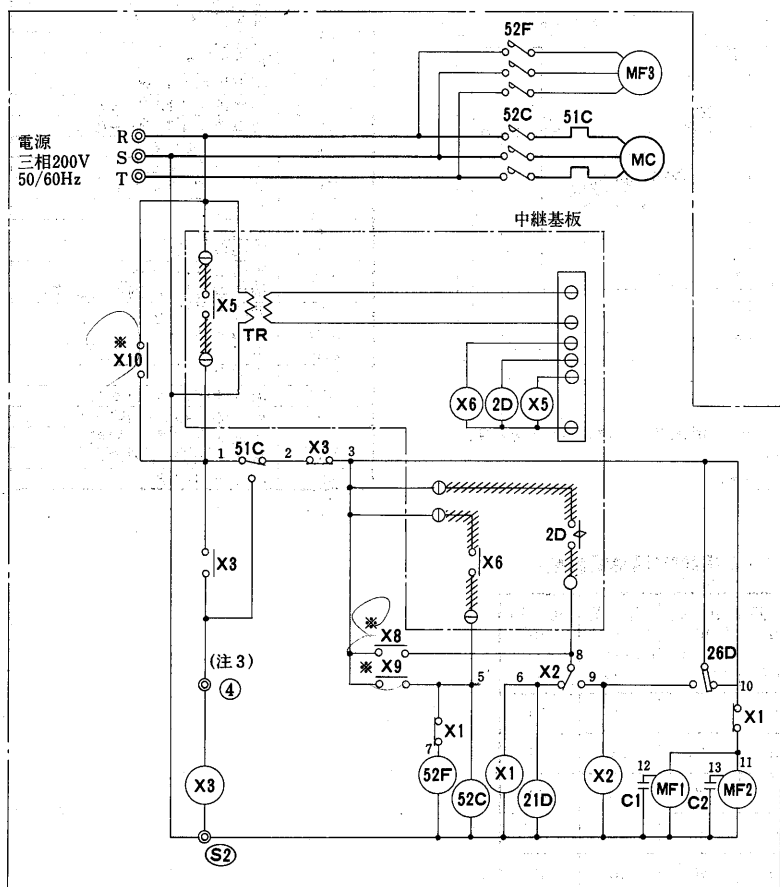 52F
MF3
52C
51C
電源
三相200V
50/60Hz
R
S
T
MC
中継基板
X5
TR
※
X10
X6
2D
X5
1
51C
2
X3
3
2D
X6
X3
※
X8
※
X9
(注3)
④
5
6
X2
8
9
26D
10
X1
7
X1
52F
52C
X1
21D
X2
12
C1
MF1
13
C2
11
MF2
X3
S2